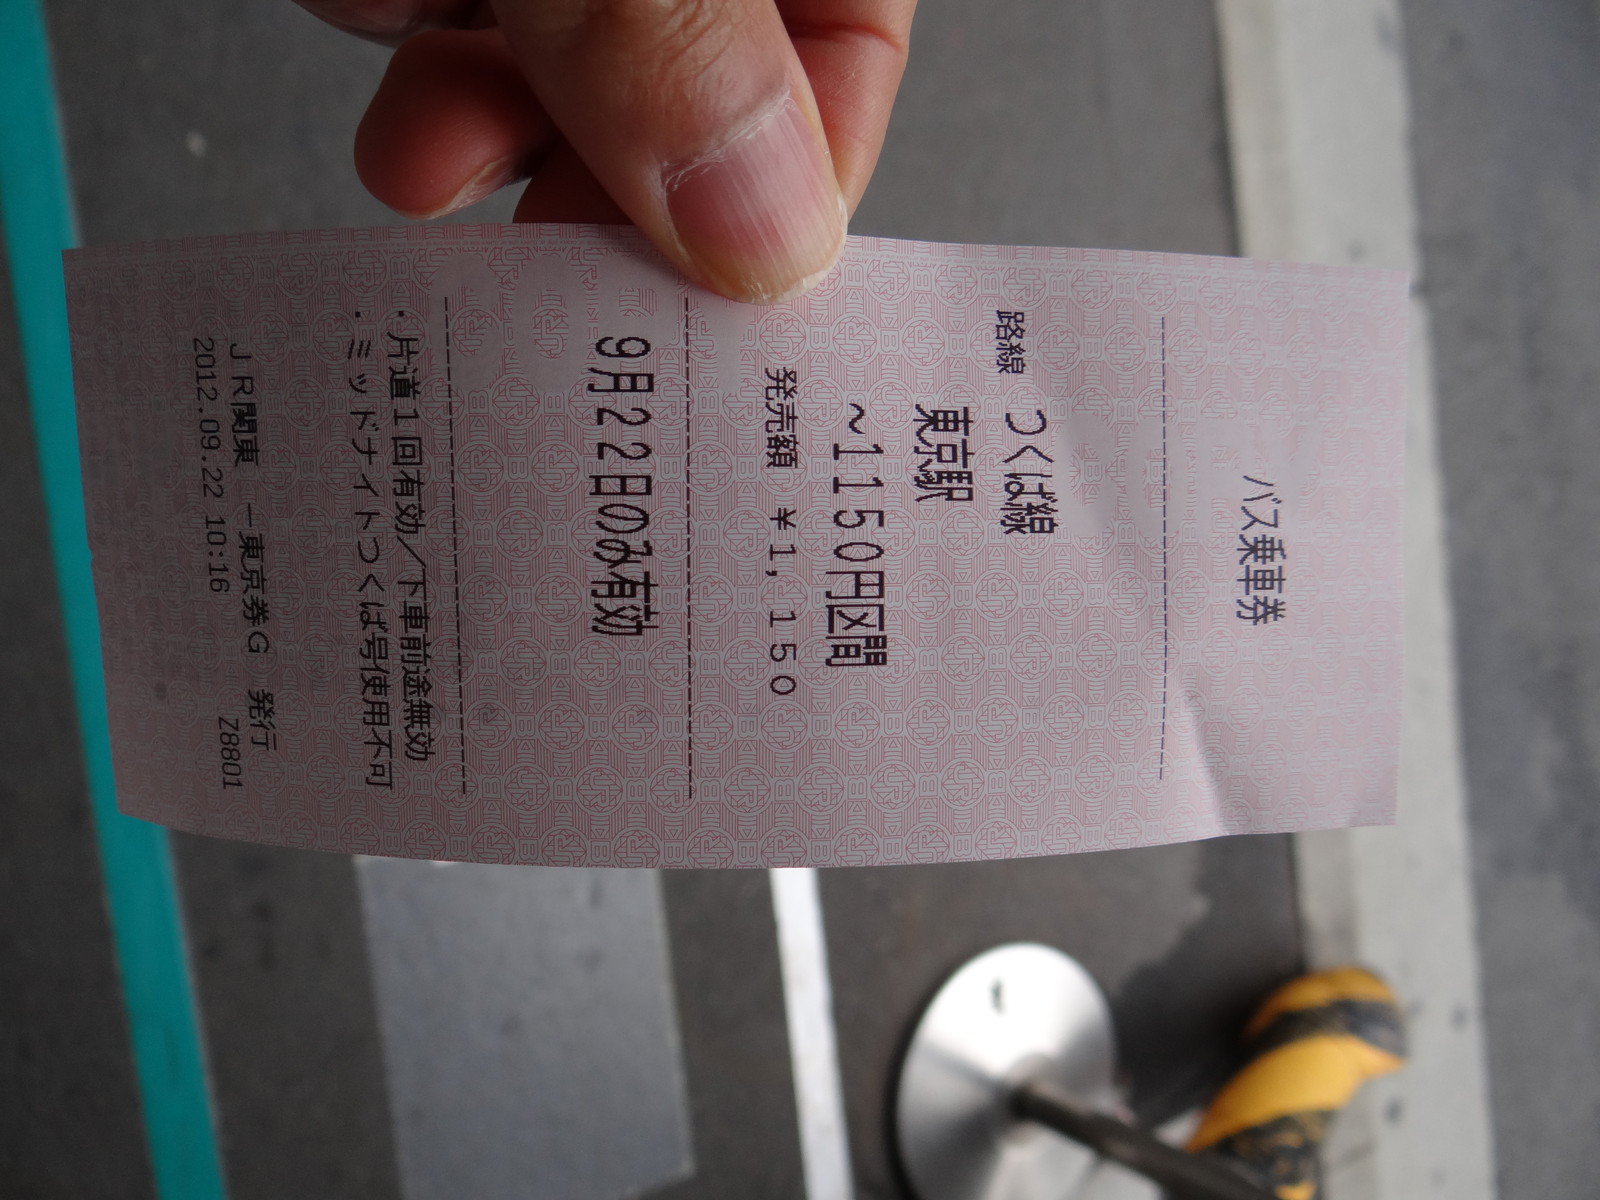 バス乗車券
路線 つくば線
東京駅
~1150円区間
発売額 ¥1,150
9月22日のみ有効
・片道1回有効/下車前途無効
・ミッドナイトつくば号使用不可
JR関東 -東京券G 発行
2012.09.22 10:16 Z8801